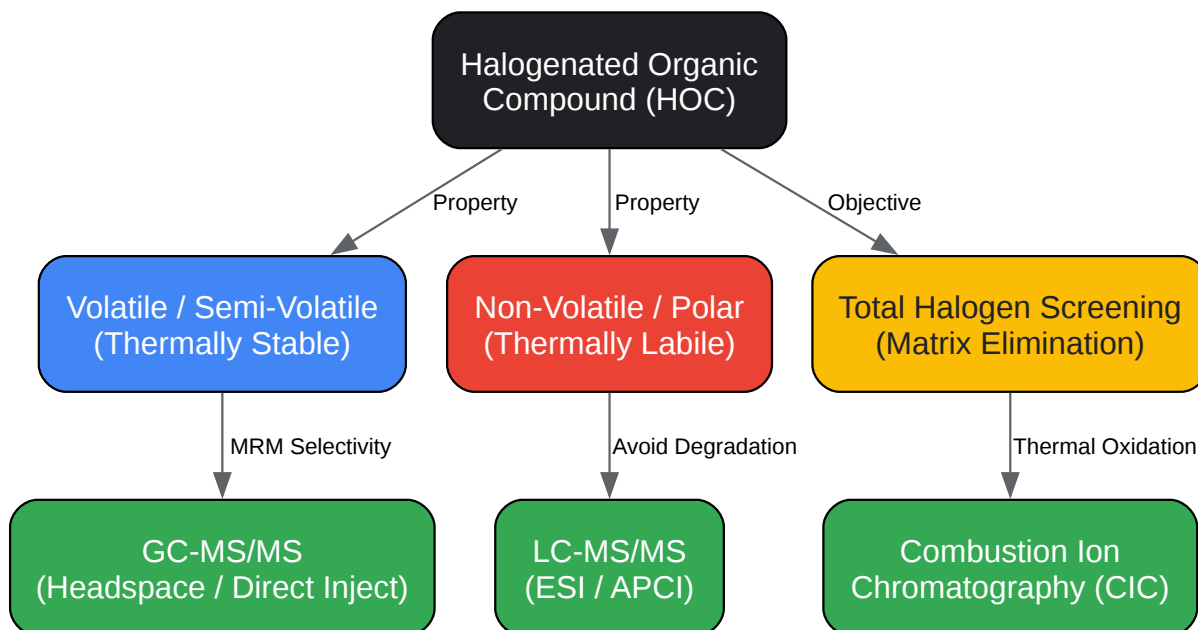 Halogenated Organic
Compound (HOC)
Property
Property
Objective
Volatile / Semi-Volatile
(Thermally Stable)
Non-Volatile / Polar
(Thermally Labile)
Total Halogen Screening
(Matrix Elimination)
MRM Selectivity
Avoid Degradation
Thermal Oxidation
GC-MS/MS
(Headspace / Direct Inject)
LC-MS/MS
(ESI / APCI)
Combustion Ion
Chromatography (CIC)